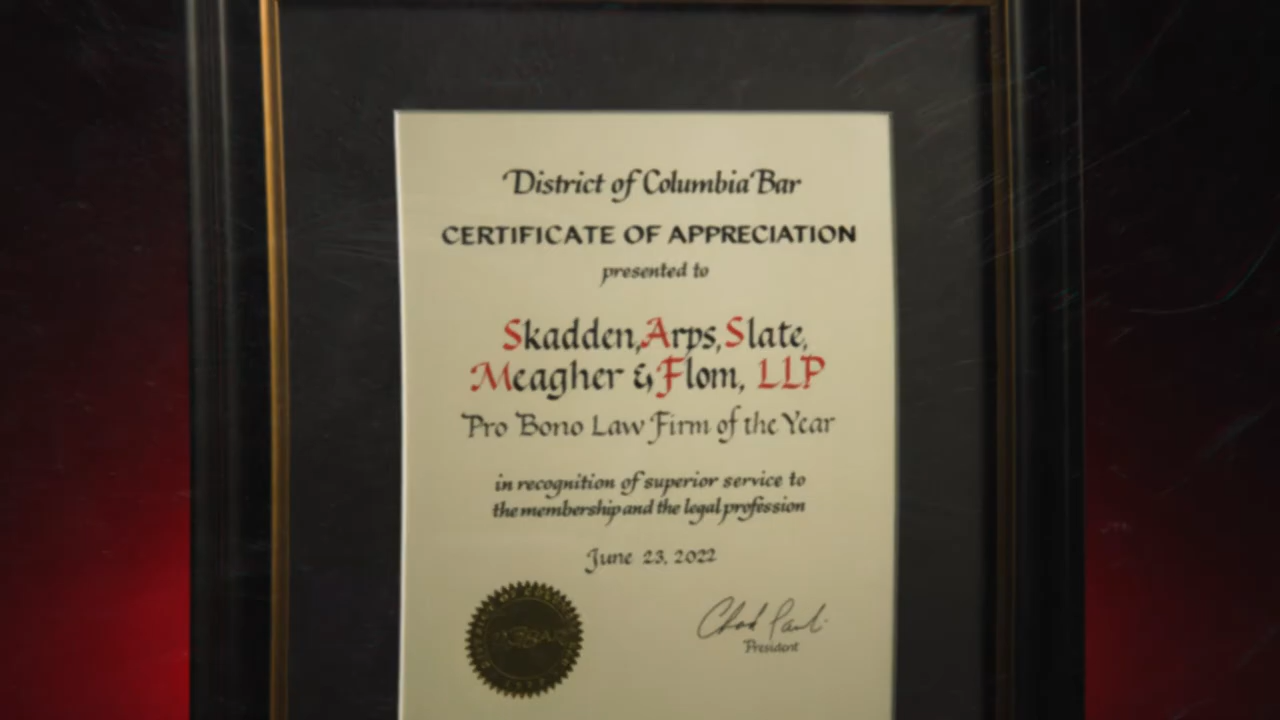 District of Columbia Bar
CERTIFICATE OF APPRECIATION
presented to
Skadden, Arps, Slate,
Meagher & Flom, LLP
Pro Bono Law Firm of the Year
in recognition of superior service to
the membership and the legal profession
June 23, 2022
President